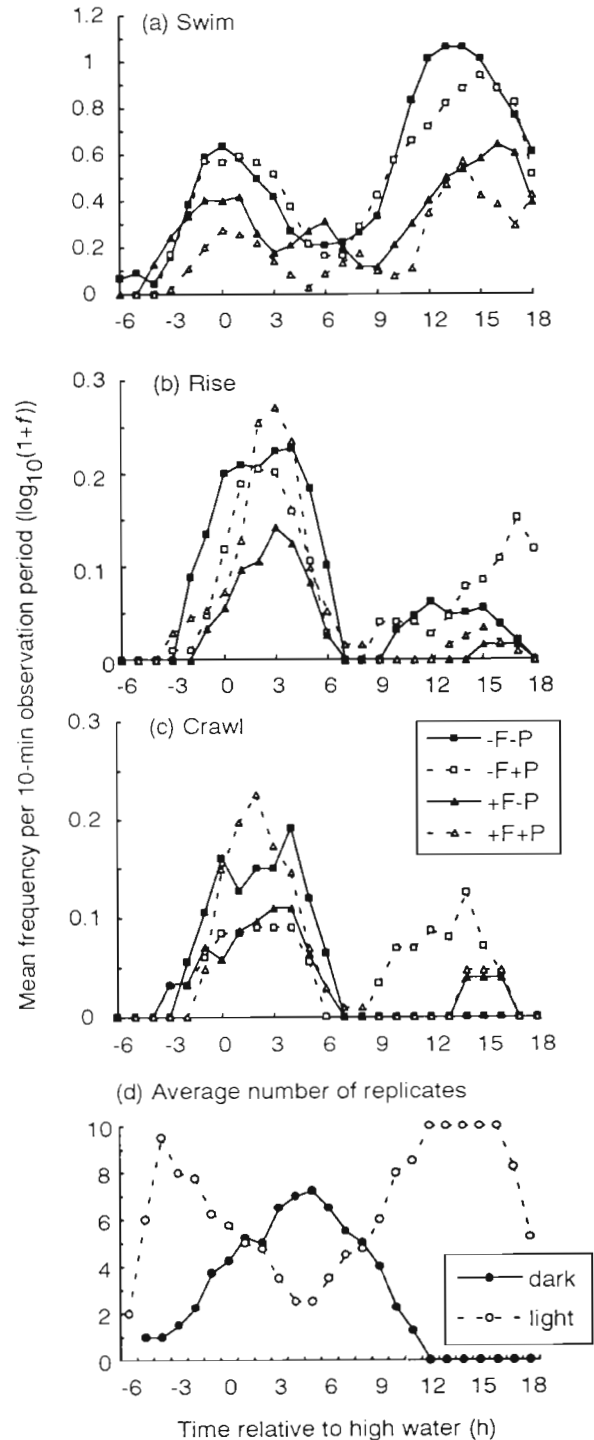 (a) Swim
1.2
1
0.8
0.6
0.4
0.2
0
-6 -3 0 3 6 9 12 15 18
(b) Rise
0.3
0.2
0.1
0
-6 -3 0 3 6 9 12 15 18
(c) Crawl
0.3
0.2
0.1
0
-6 -3 0 3 6 9 12 15 18
-F-P
-F+P
+F-P
+F+P
Mean frequency per 10-min observation period (log10(1+f))
(d) Average number of replicates
10
8
6
4
2
0
-6 -3 0 3 6 9 12 15 18
dark
light
Time relative to high water (h)